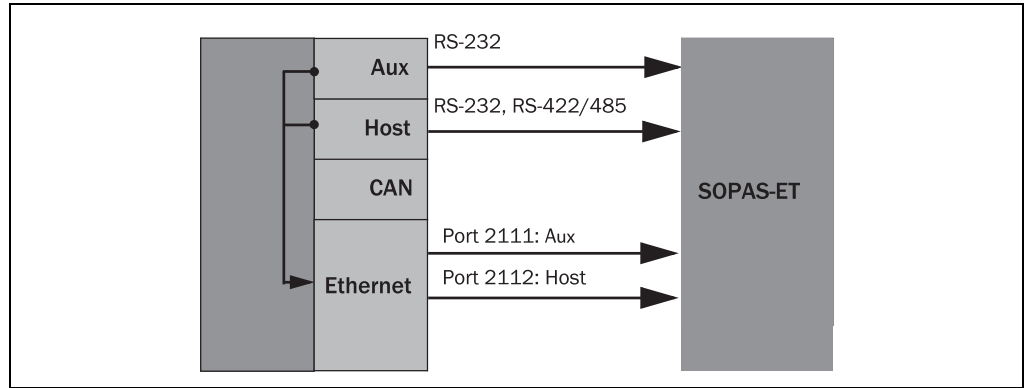 RS-232
Aux
RS-232, RS-422/485
Host
CAN
SOPAS-ET
Port 2111: Aux
Port 2112: Host
Ethernet